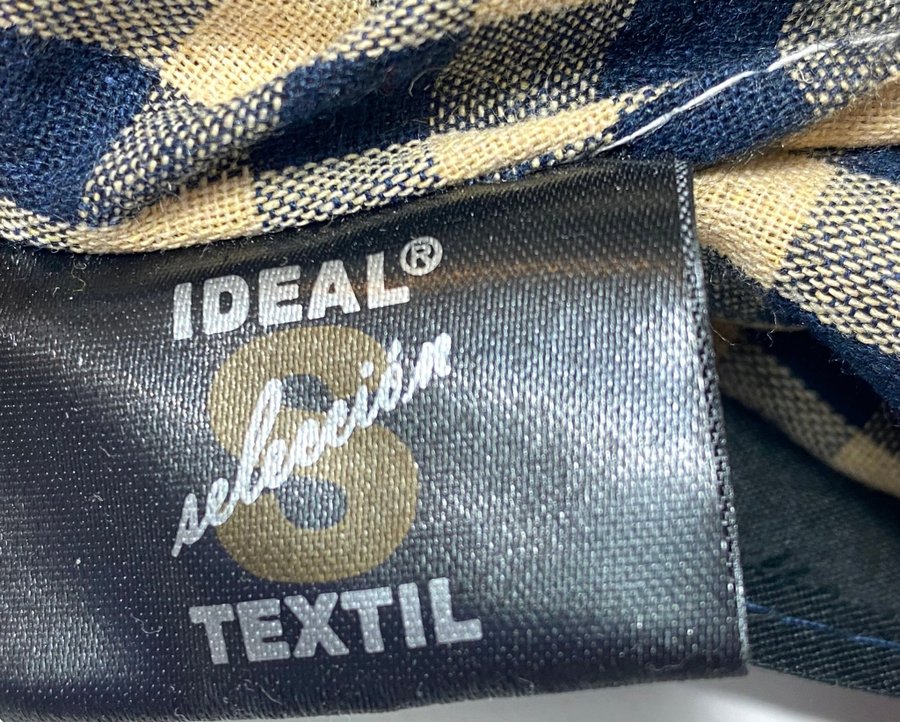 IDEAL®
S
selección
TEXTIL